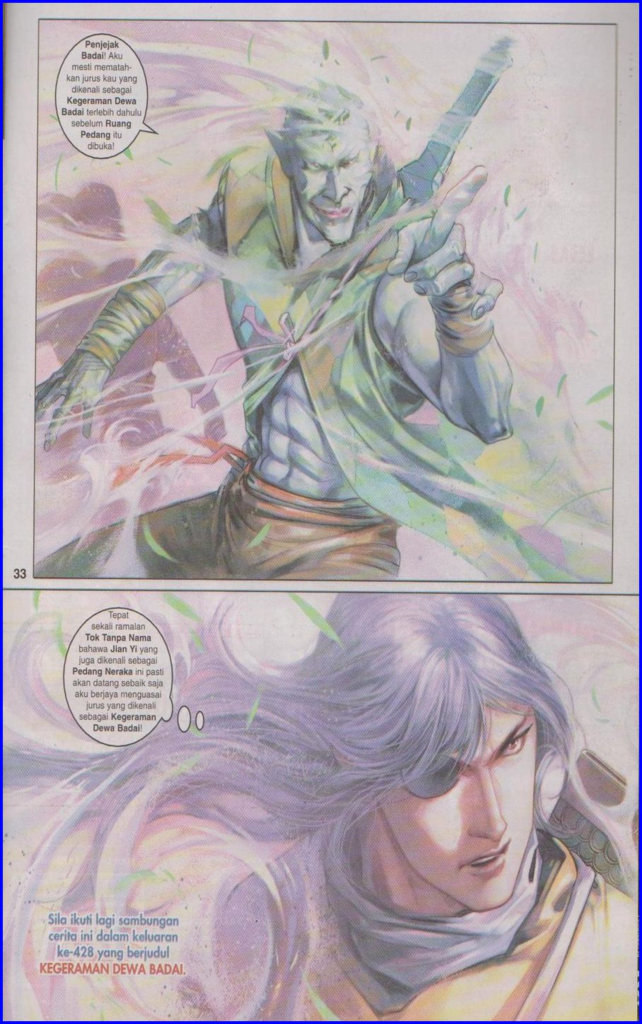 Penjejak
Badai! Aku
mesti mematah-
kan jurus kau yang
dikenali sebagai
Kegeraman Dewa
Badai terlebih dahulu
sebelum Ruang
Pedang itu
dibuka!
33
Tepat
sekali ramalan
Tok Tanpa Nama
bahawa Jian Yi yang
juga dikenali sebagai
Pedang Neraka ini pasti
akan datang sebaik saja
aku berjaya menguasai
jurus yang dikenali
sebagai Kegeraman
Dewa Badai!
Sila ikuti lagi sambungan
cerita ini dalam keluaran
ke-428 yang berjudul
KEGERAMAN DEWA BADAI.